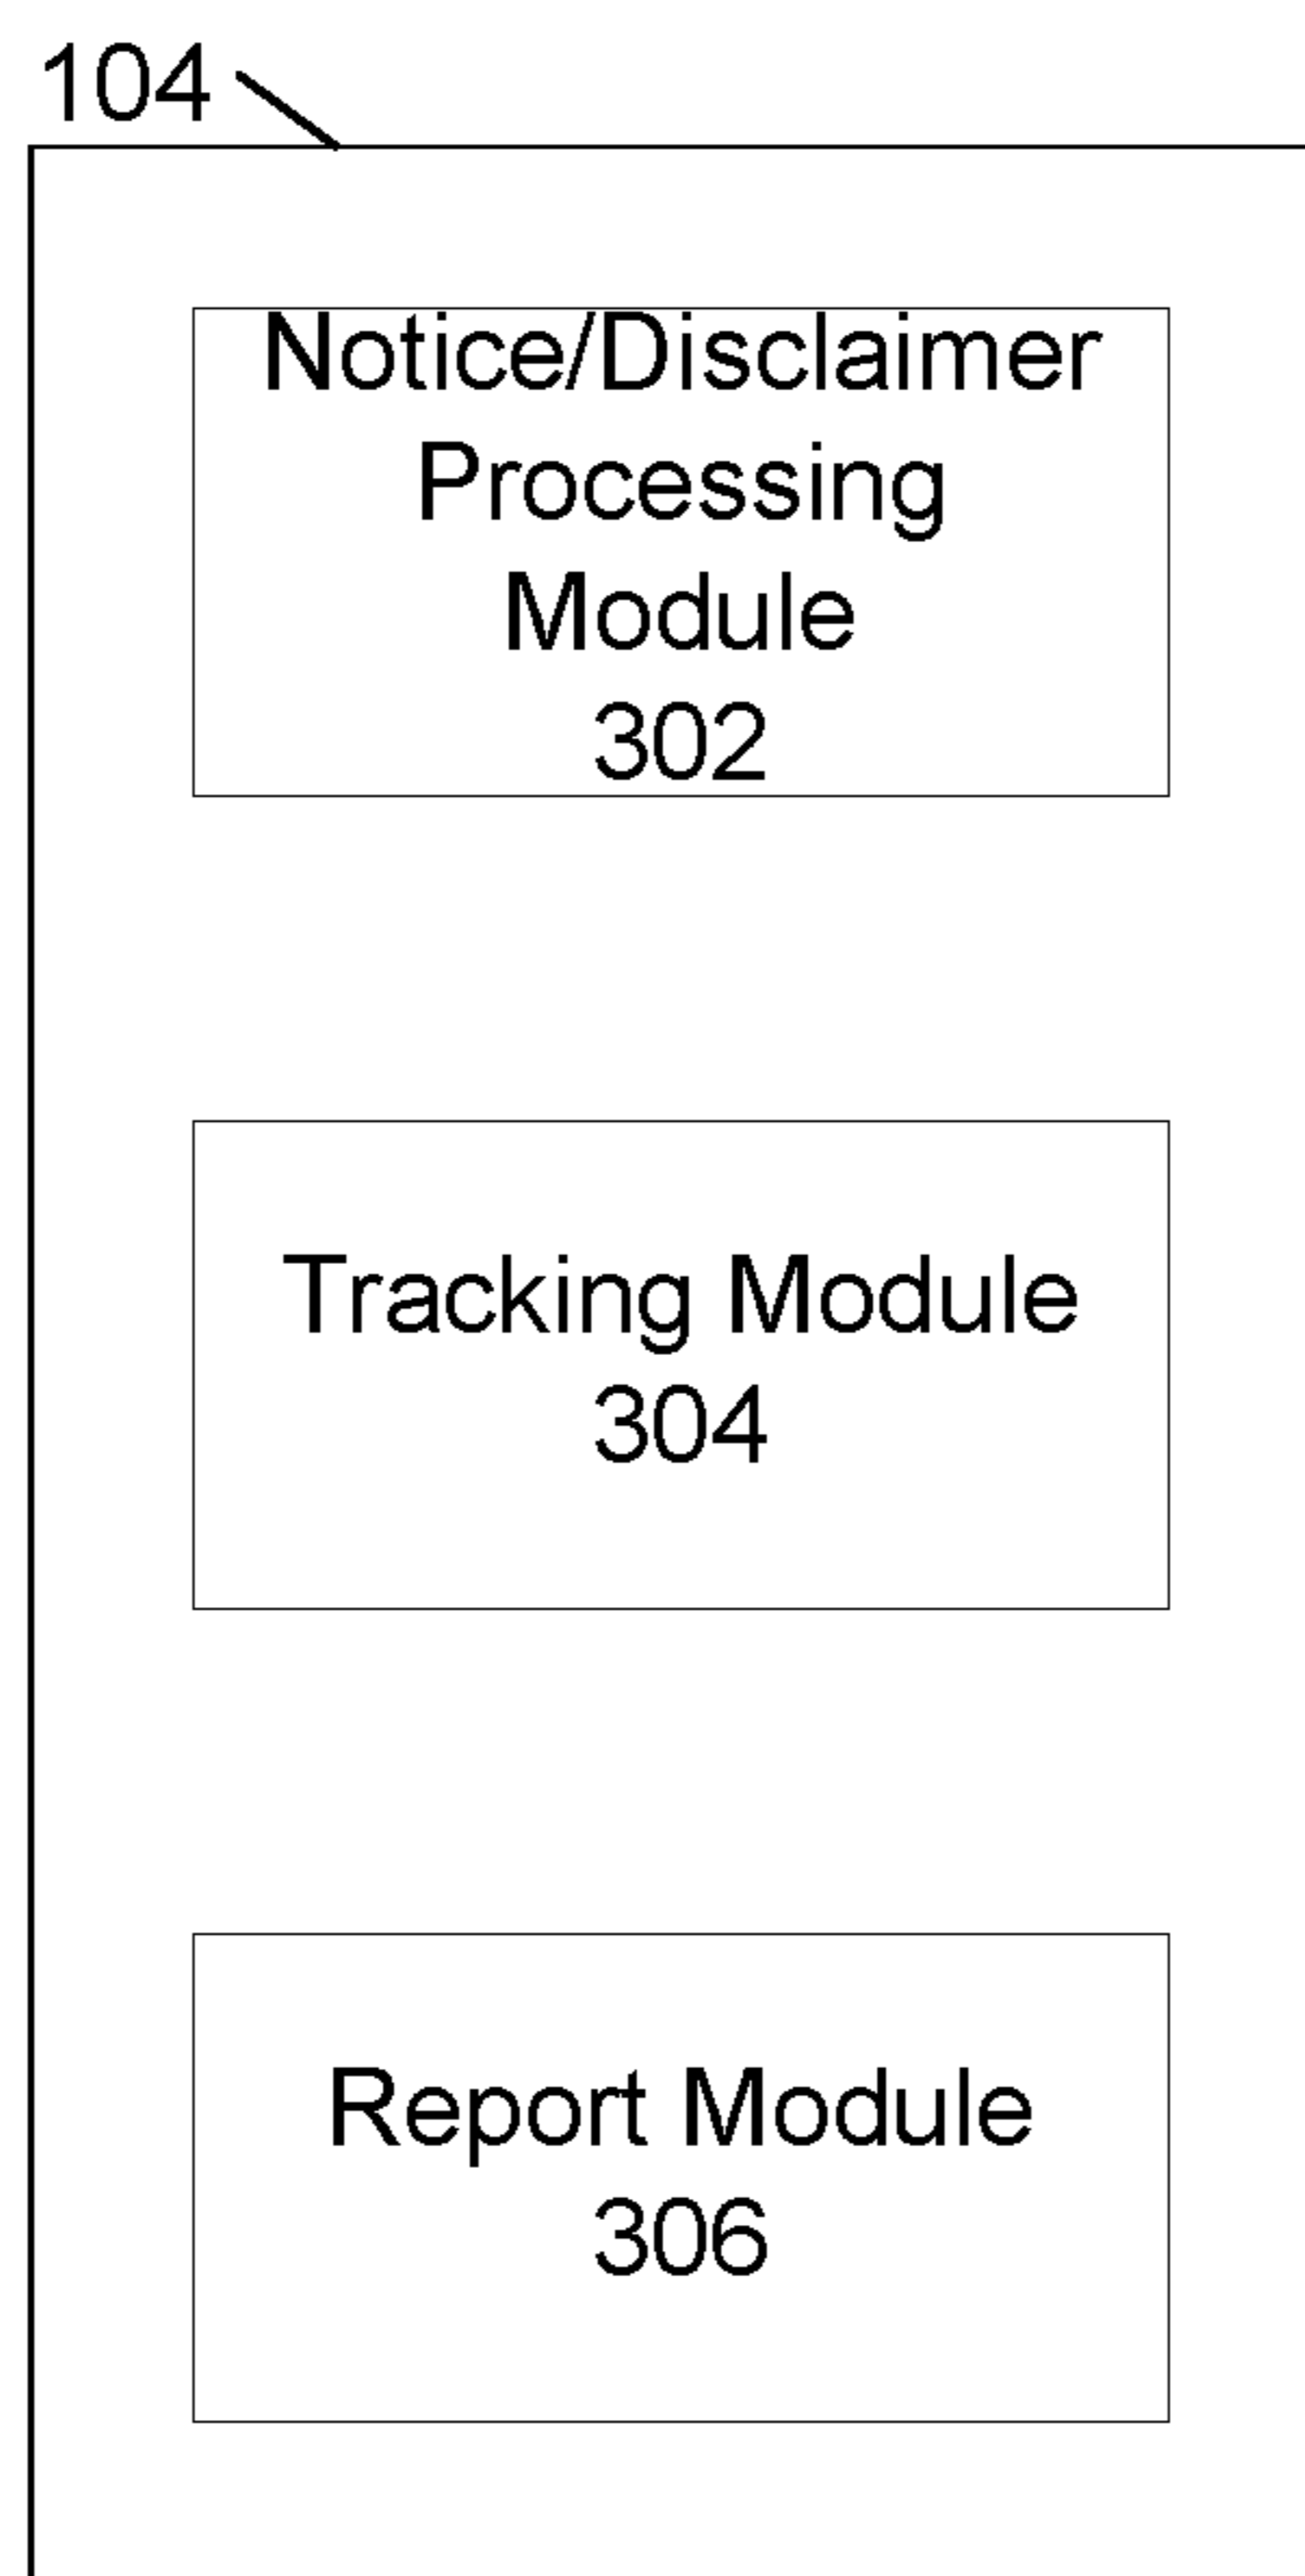 104
Notice/Disclaimer
Processing
Module
302
Tracking Module
304
Report Module
306